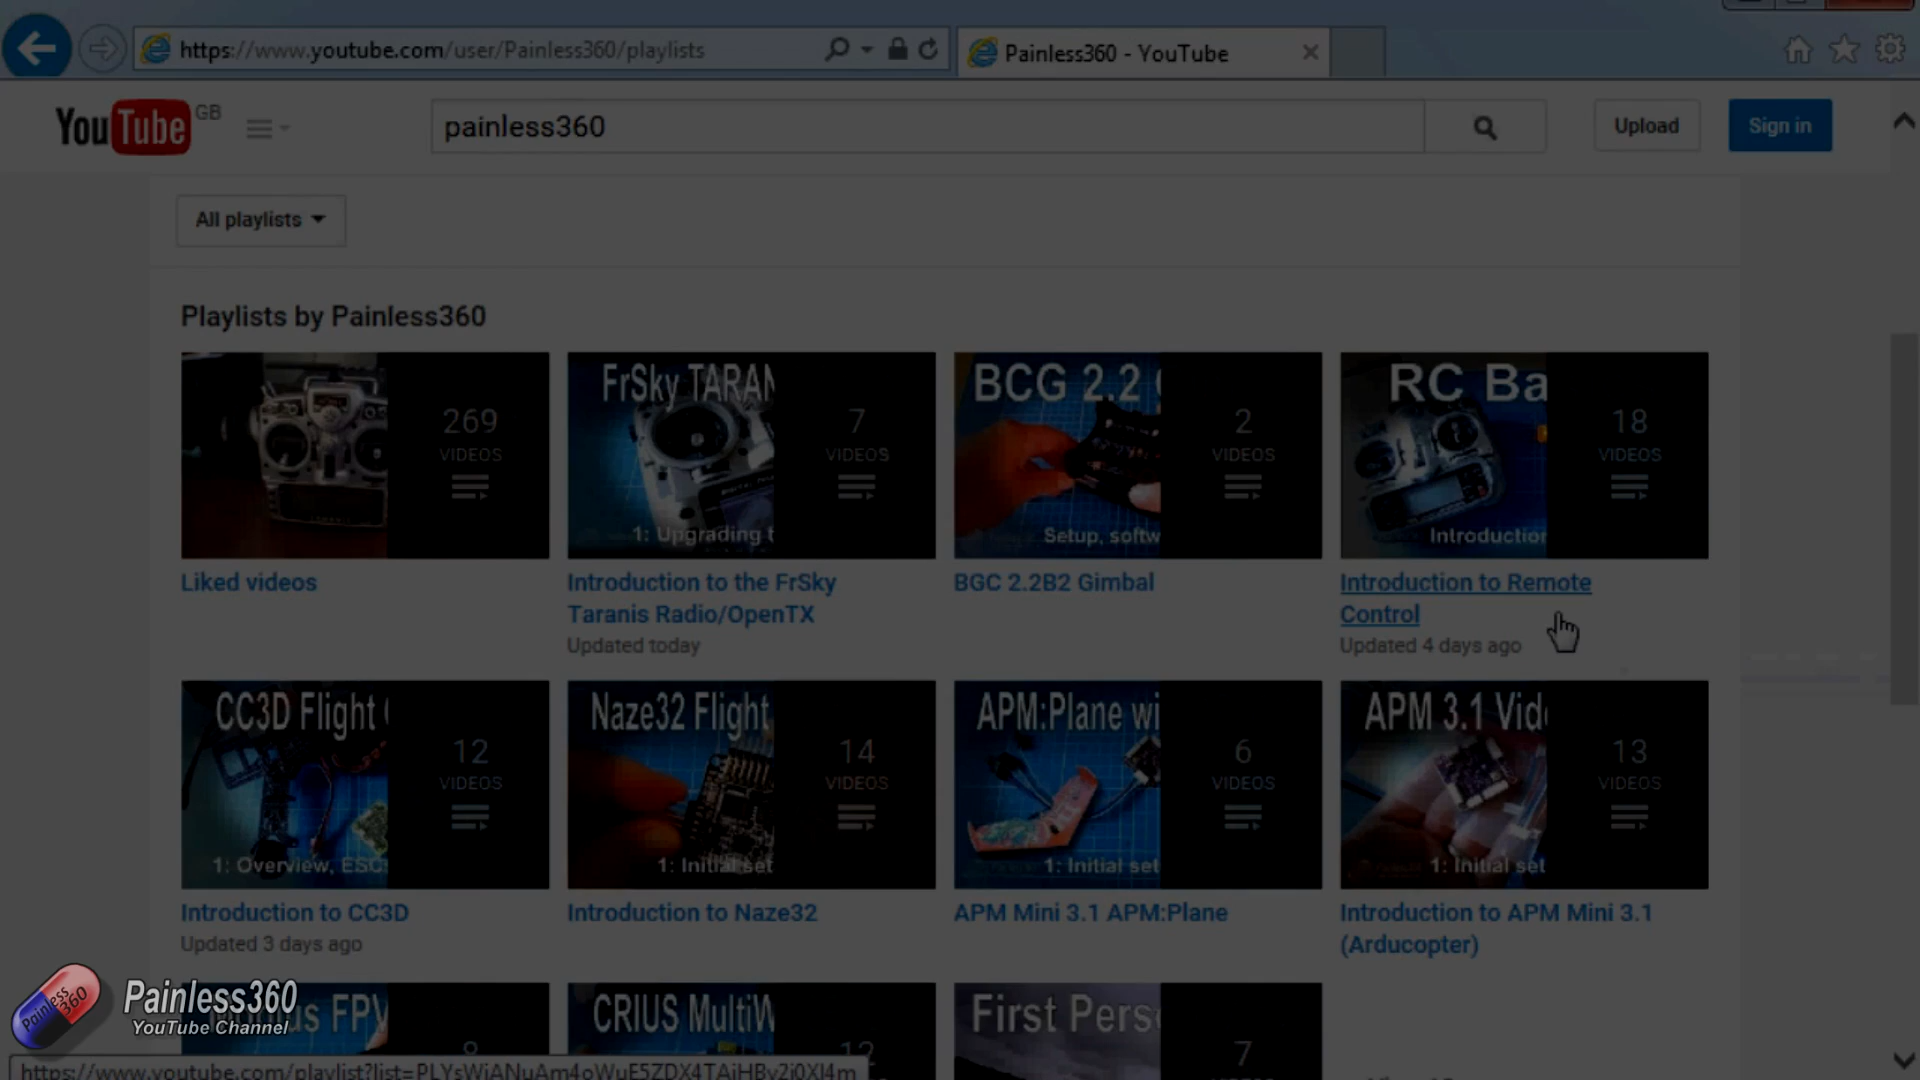 https://www.youtube.com/user/Painless360/playlists
Painless360 - YouTube
YouTube GB
painless360
Upload
Sign in
All playlists
Playlists by Painless360
269
VIDEOS
Liked videos
FrSky TARAN
7
VIDEOS
1: Upgrading t
Introduction to the FrSky
Taranis Radio/OpenTX
Updated today
BCG 2.2
2
VIDEOS
Setup, softw
BGC 2.2B2 Gimbal
RC Ba
18
VIDEOS
Introduction
Introduction to Remote
Control
Updated 4 days ago
CC3D Flight
12
VIDEOS
1: Overview, ESC
Introduction to CC3D
Updated 3 days ago
Naze32 Flight
14
VIDEOS
1: Initial set
Introduction to Naze32
APM:Plane wi
6
VIDEOS
1: Initial set
APM Mini 3.1 APM:Plane
APM 3.1 Vid
13
VIDEOS
1: Initial set
Introduction to APM Mini 3.1
(Arducopter)
Painless360
Painless360
YouTube Channel
FPV
CRIUS MultiW
12
First Pers
7